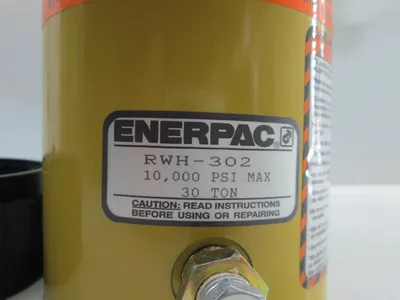 ENERPAC
RWH-302
10,000 PSI MAX
30 TON
CAUTION: READ INSTRUCTIONS
BEFORE USING OR REPAIRING